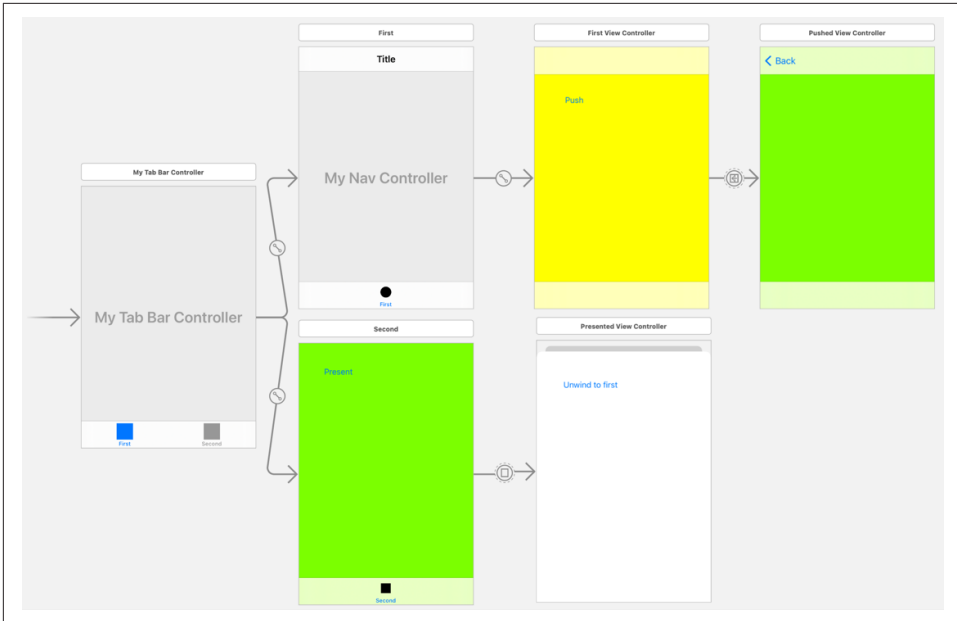 First
First View Controller
Pushed View Controller
Title
Back
Push
My Tab Bar Controller
My Nav Controller
My Tab Bar Controller
First
Second
First
Second
Presented View Controller
Present
Unwind to first
Second